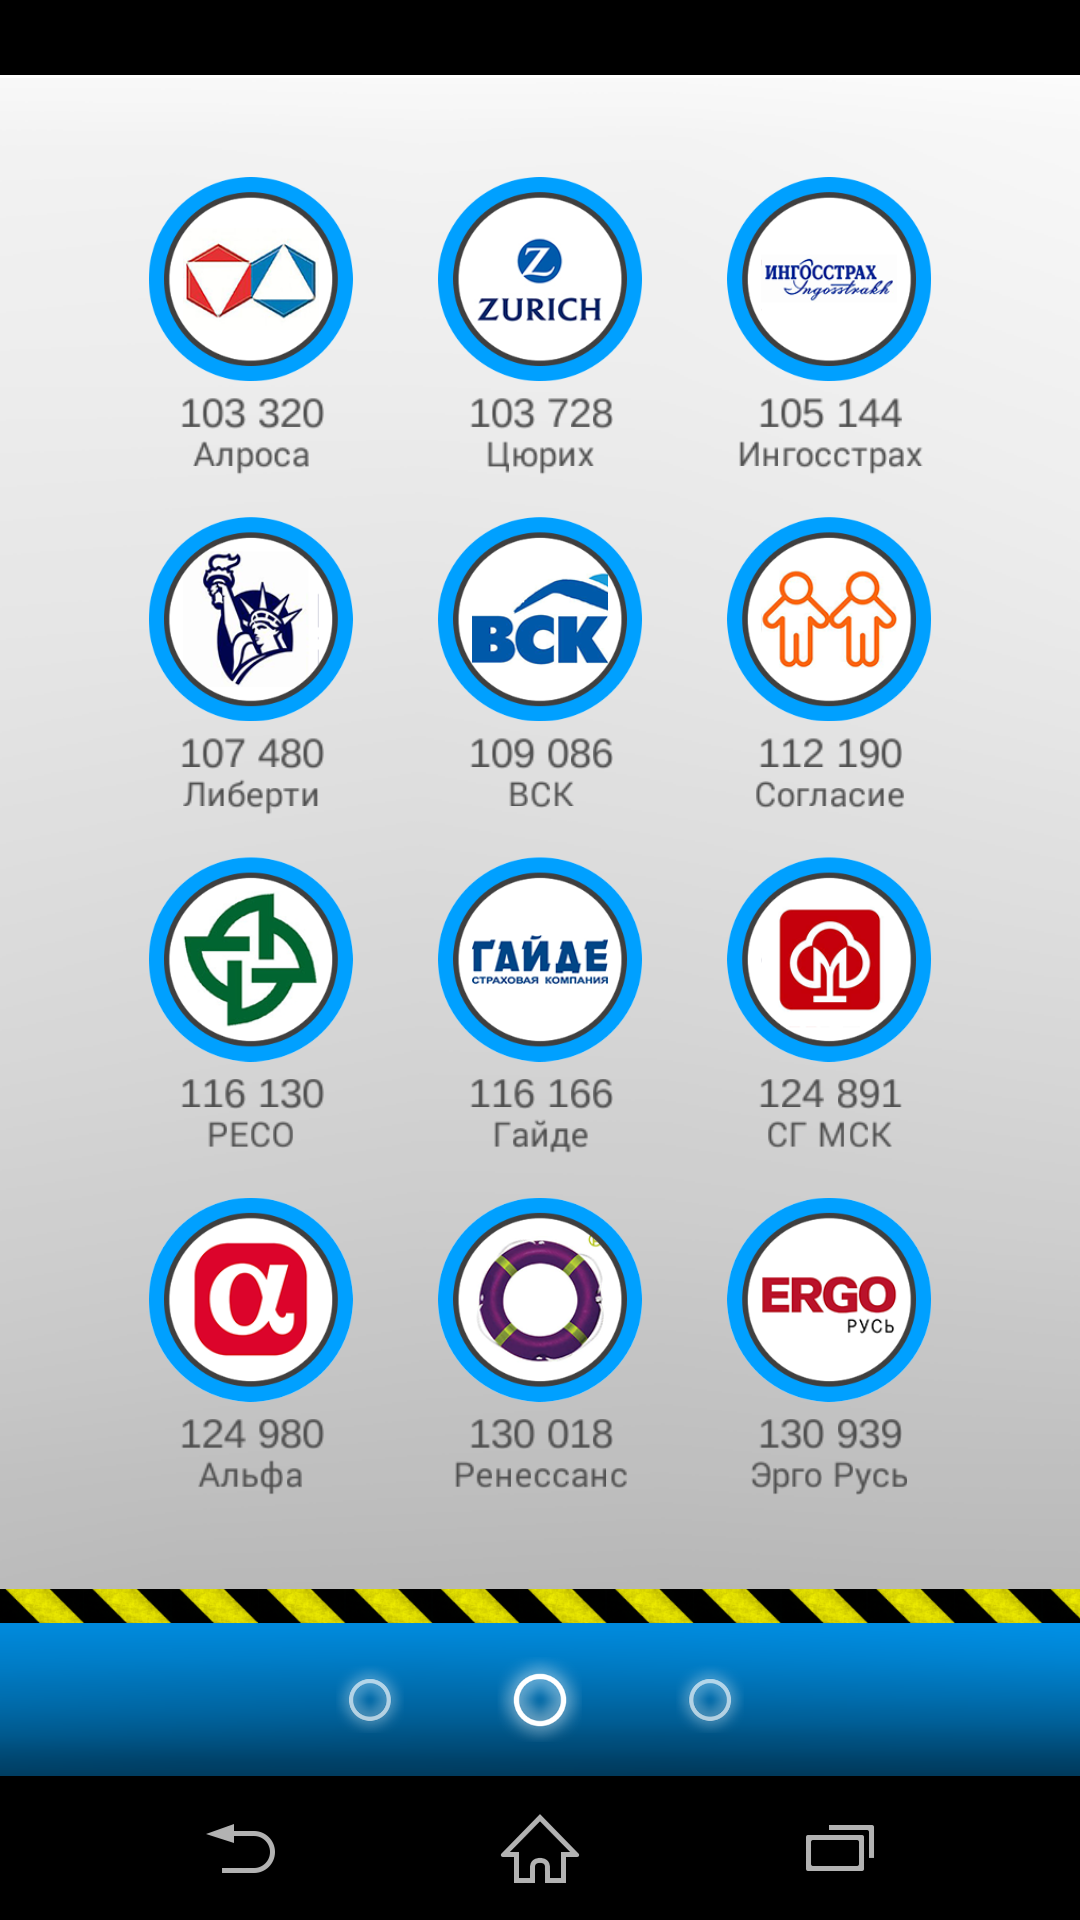 ZURICH
ИНГОССТРАХ
Ingosstrakh
103 320
103 728
105 144
Алроса
Цюрих
Ингосстрах
ВСК
107 480
109 086
112 190
Либерти
ВСК
Согласие
ГАЙДЕ
СТРАХОВАЯ КОМПАНИЯ
116 130
116 166
124 891
РЕСО
Гайде
СГ МСК
α
ERGO
РУСЬ
124 980
130 018
130 939
Альфа
Ренессанс
Эрго Русь